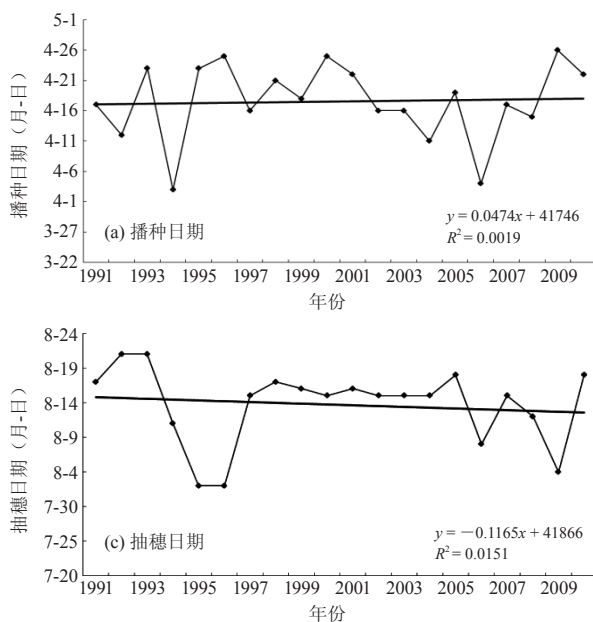 5-1
4-26
4-21
4-16
4-11
4-6
4-1
3-27
3-22
播种日期（月-日）
(a) 播种日期
y = 0.0474x + 41746
R² = 0.0019
1991 1993 1995 1997 1999 2001 2003 2005 2007 2009
年份
8-24
8-19
8-14
8-9
8-4
7-30
7-25
7-20
抽穗日期（月-日）
(c) 抽穗日期
y = －0.1165x + 41866
R² = 0.0151
1991 1993 1995 1997 1999 2001 2003 2005 2007 2009
年份